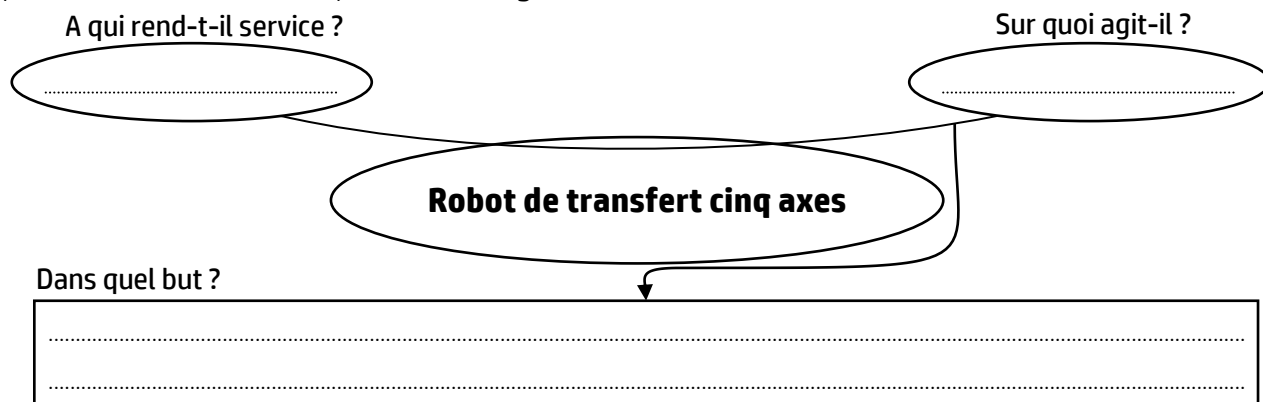 A qui rend-t-il service ?
Sur quoi agit-il ?
Robot de transfert cinq axes
Dans quel but ?